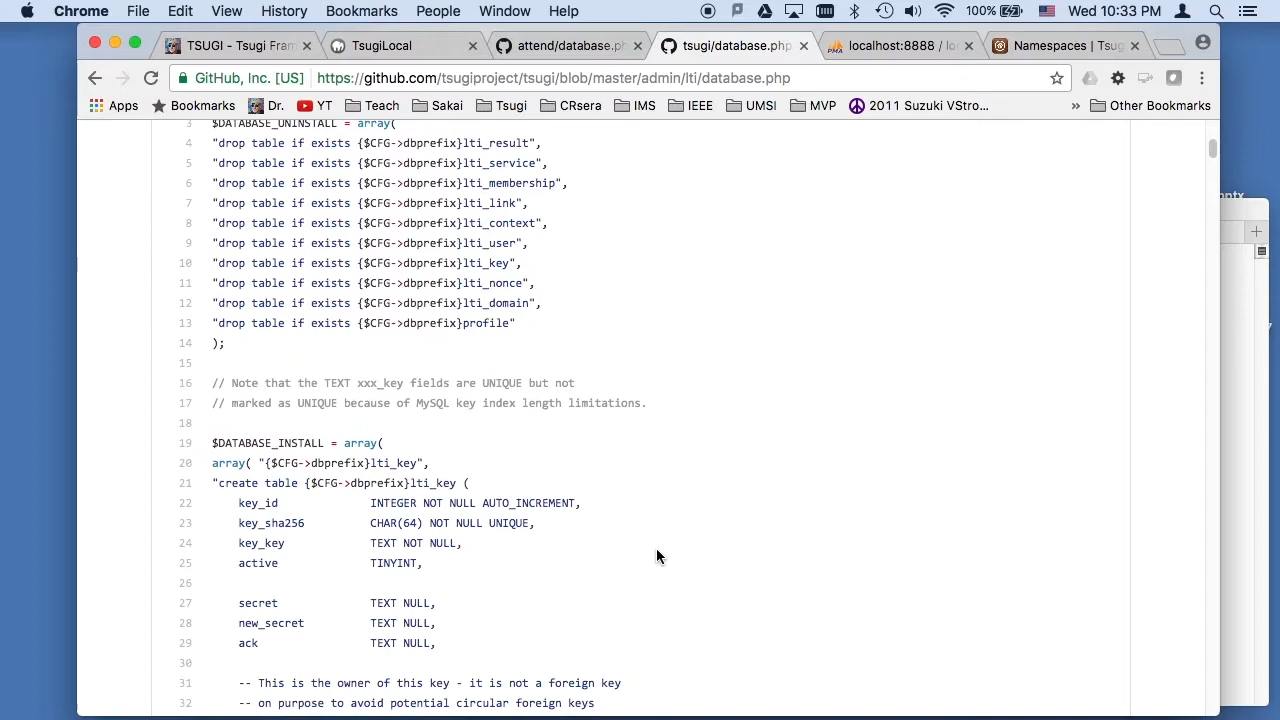 Chrome File Edit View History Bookmarks People Window Help 100% Wed 10:33 PM
TSUGI - Tsugi Fram
TsugiLocal
attend/database.ph
tsugi/database.php
localhost:8888 / lo
Namespaces | Tsug
GitHub, Inc. [US] https://github.com/tsugiproject/tsugi/blob/master/admin/lti/database.php
Apps Bookmarks Dr. YT Teach Sakai Tsugi CRsera IMS IEEE UMSI MVP 2011 Suzuki VStro... » Other Bookmarks
3 $DATABASE_UNINSTALL = array(
4 "drop table if exists {$CFG->dbprefix}lti_result",
5 "drop table if exists {$CFG->dbprefix}lti_service",
6 "drop table if exists {$CFG->dbprefix}lti_membership",
7 "drop table if exists {$CFG->dbprefix}lti_link",
8 "drop table if exists {$CFG->dbprefix}lti_context",
9 "drop table if exists {$CFG->dbprefix}lti_user",
10 "drop table if exists {$CFG->dbprefix}lti_key",
11 "drop table if exists {$CFG->dbprefix}lti_nonce",
12 "drop table if exists {$CFG->dbprefix}lti_domain",
13 "drop table if exists {$CFG->dbprefix}profile"
14 );
15
16 // Note that the TEXT xxx_key fields are UNIQUE but not
17 // marked as UNIQUE because of MySQL key index length limitations.
18
19 $DATABASE_INSTALL = array(
20 array( "{$CFG->dbprefix}lti_key",
21 "create table {$CFG->dbprefix}lti_key (
22 key_id INTEGER NOT NULL AUTO_INCREMENT,
23 key_sha256 CHAR(64) NOT NULL UNIQUE,
24 key_key TEXT NOT NULL,
25 active TINYINT,
26
27 secret TEXT NULL,
28 new_secret TEXT NULL,
29 ack TEXT NULL,
30
31 -- This is the owner of this key - it is not a foreign key
32 -- on purpose to avoid potential circular foreign keys